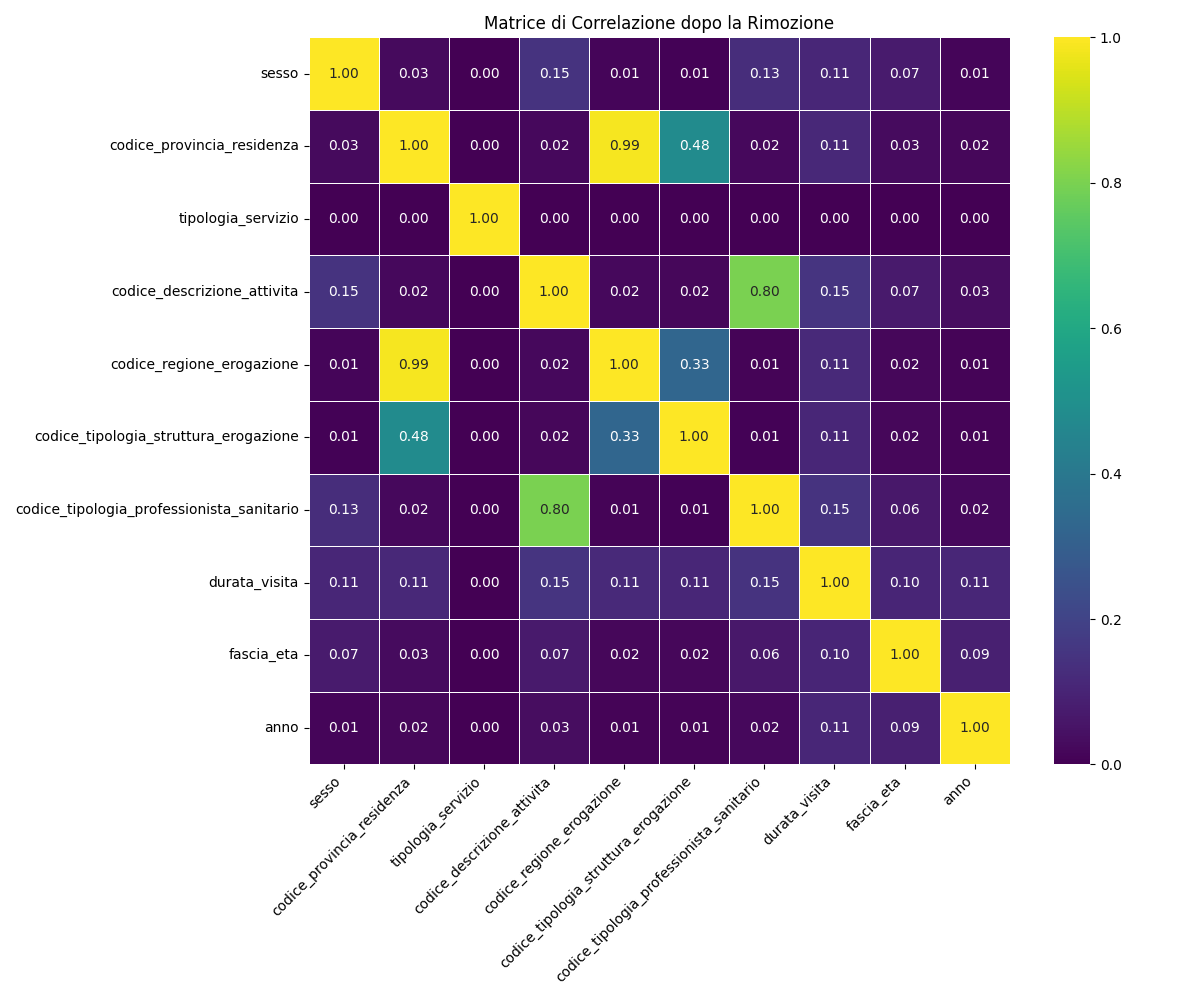 Matrice di Correlazione dopo la Rimozione
sesso 1.00 0.03 0.00 0.15 0.01 0.01 0.13 0.11 0.07 0.01
codice_provincia_residenza 0.03 1.00 0.00 0.02 0.99 0.48 0.02 0.11 0.03 0.02
tipologia_servizio 0.00 0.00 1.00 0.00 0.00 0.00 0.00 0.00 0.00 0.00
codice_descrizione_attivita 0.15 0.02 0.00 1.00 0.02 0.02 0.80 0.15 0.07 0.03
codice_regione_erogazione 0.01 0.99 0.00 0.02 1.00 0.33 0.01 0.11 0.02 0.01
codice_tipologia_struttura_erogazione 0.01 0.48 0.00 0.02 0.33 1.00 0.01 0.11 0.02 0.01
codice_tipologia_professionista_sanitario 0.13 0.02 0.00 0.80 0.01 0.01 1.00 0.15 0.06 0.02
durata_visita 0.11 0.11 0.00 0.15 0.11 0.11 0.15 1.00 0.10 0.11
fascia_eta 0.07 0.03 0.00 0.07 0.02 0.02 0.06 0.10 1.00 0.09
anno 0.01 0.02 0.00 0.03 0.01 0.01 0.02 0.11 0.09 1.00
sesso
codice_provincia_residenza
tipologia_servizio
codice_descrizione_attivita
codice_regione_erogazione
codice_tipologia_struttura_erogazione
codice_tipologia_professionista_sanitario
durata_visita
fascia_eta
anno
1.0
0.8
0.6
0.4
0.2
0.0